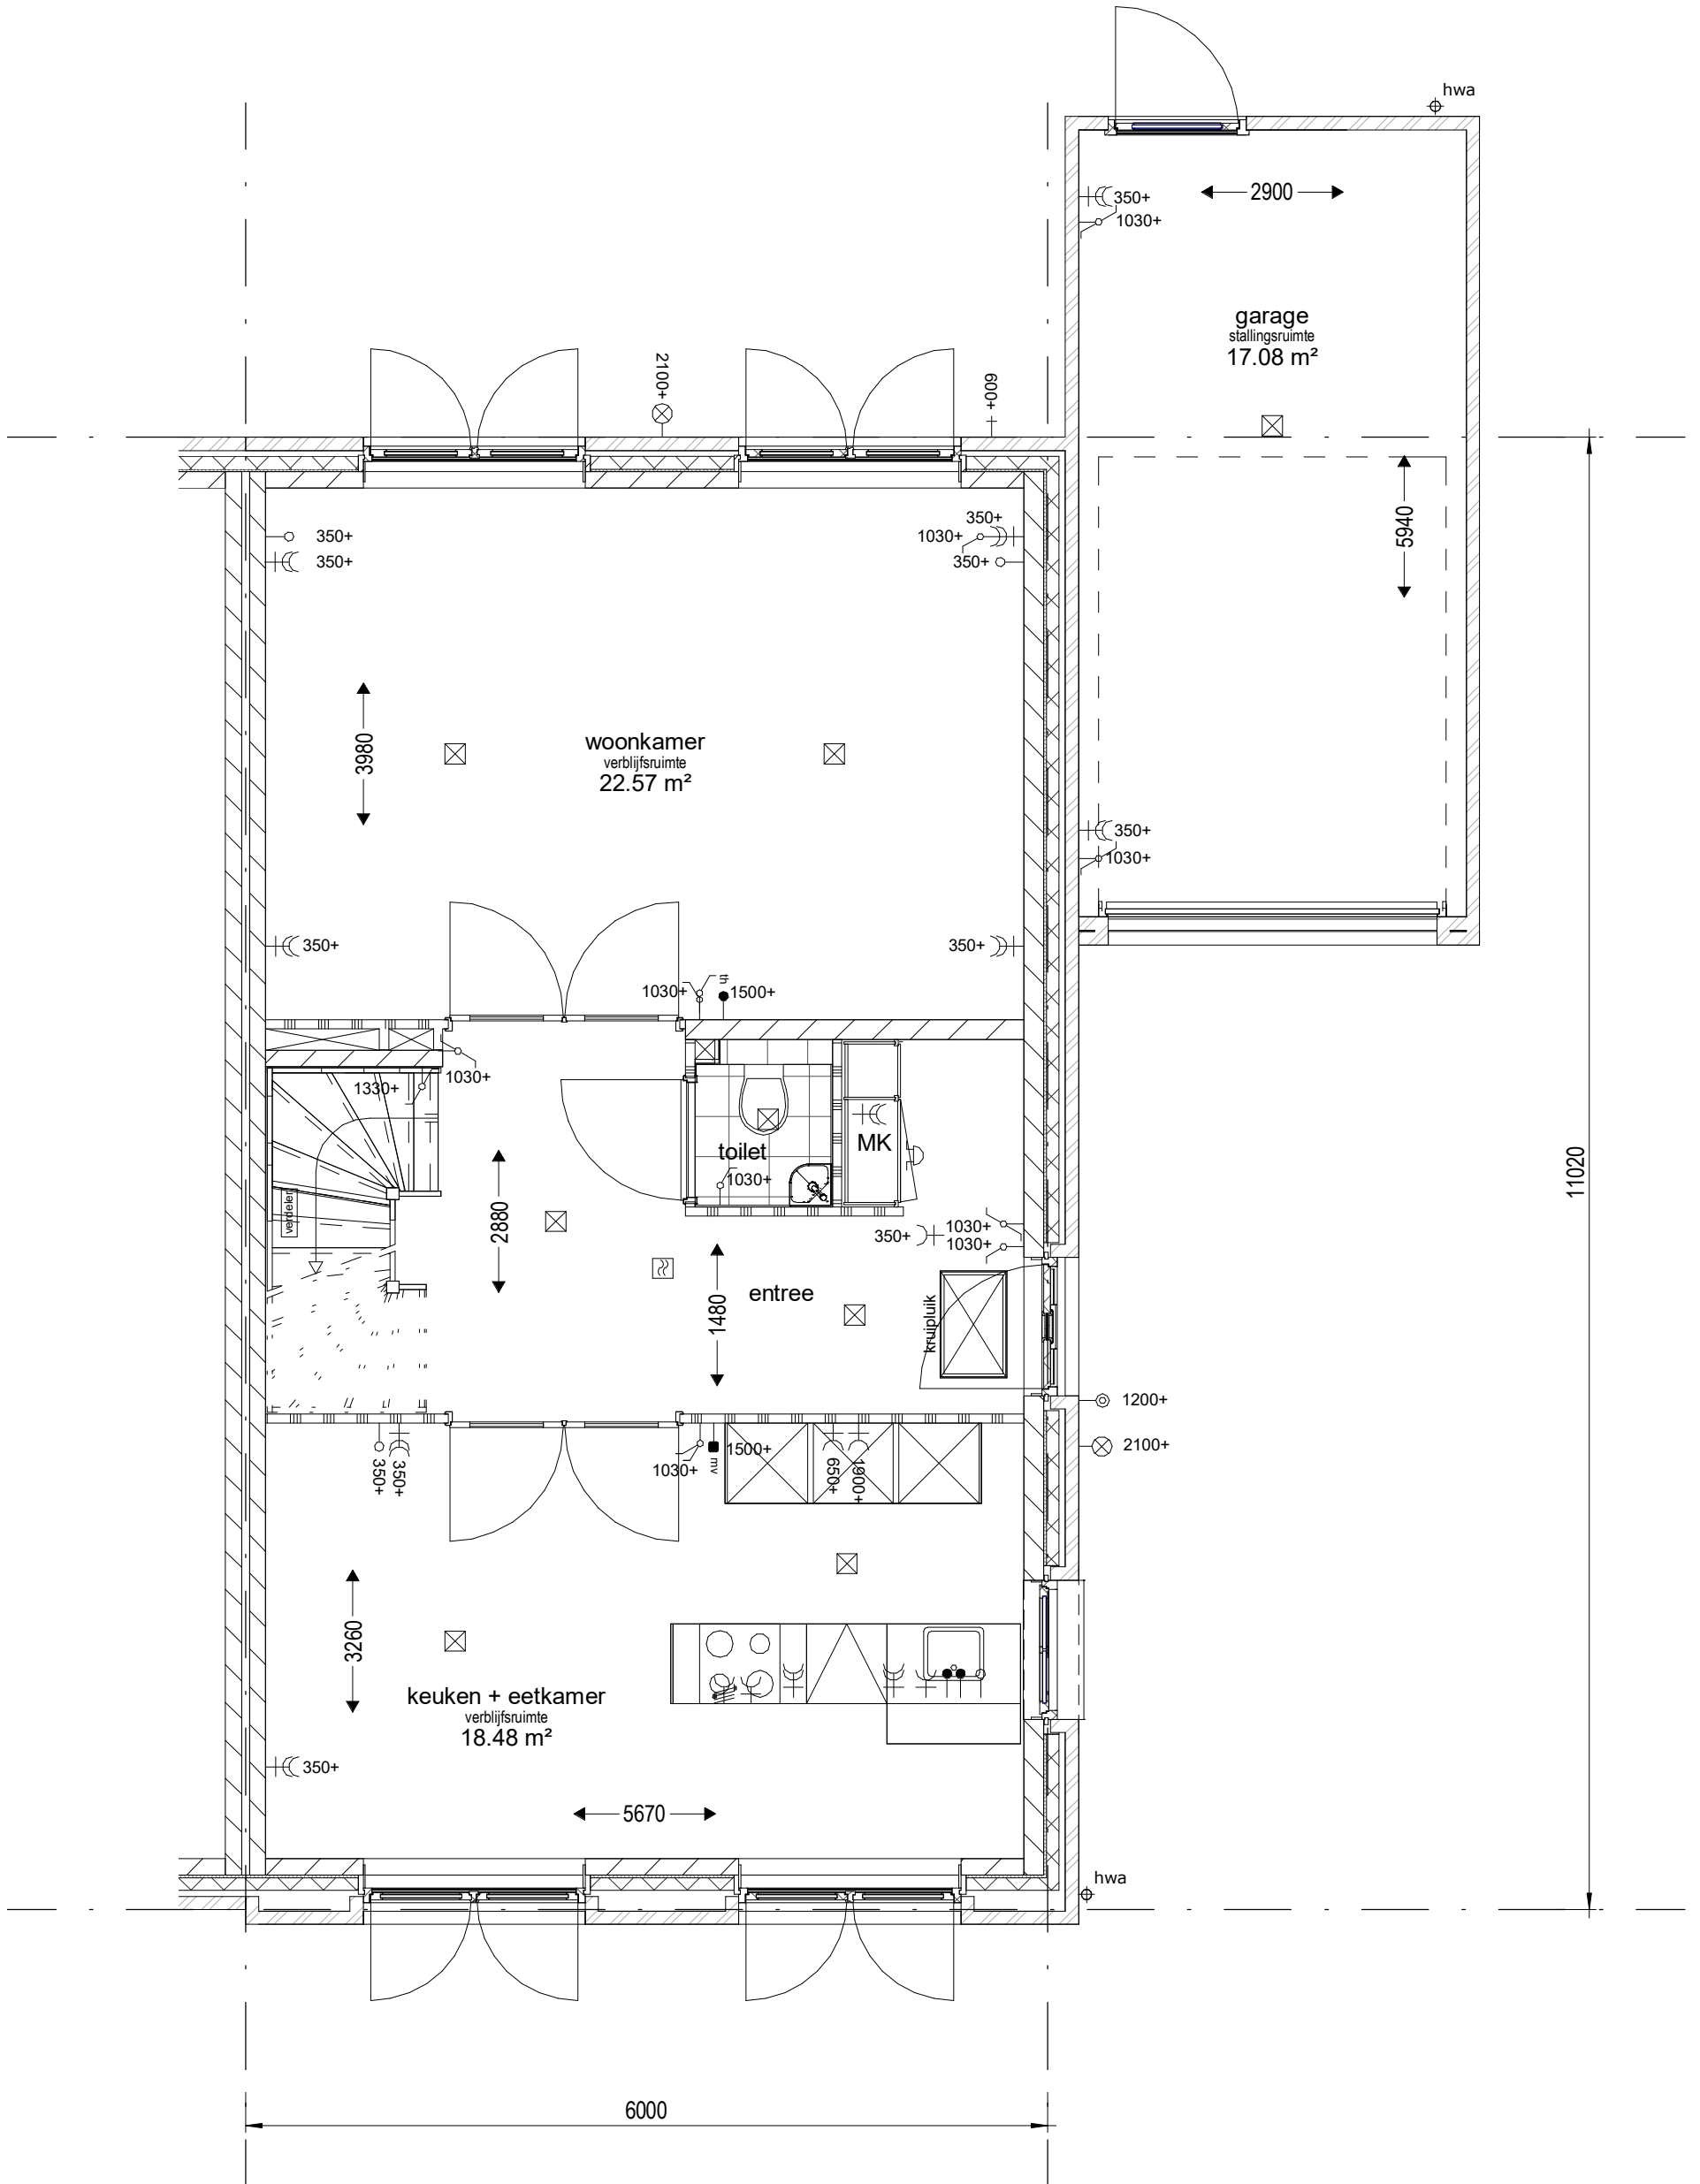 hwa
2900
350+
1030+
garage
stallingsruimte
17.08 m²
2100+
600+
5940
350+
350+
350+
1030+
350+
woonkamer
verblijfsruimte
22.57 m²
3980
350+
1030+
350+
350+
1030+
th
1500+
1330+
1030+
toilet
MK
1030+
verdeler
2880
350+
1030+
1030+
11020
entree
1480
kruipluik
1200+
2100+
350+
350+
1030+
mv
1500+
650+
1900+
3260
keuken + eetkamer
verblijfsruimte
18.48 m²
350+
5670
hwa
6000